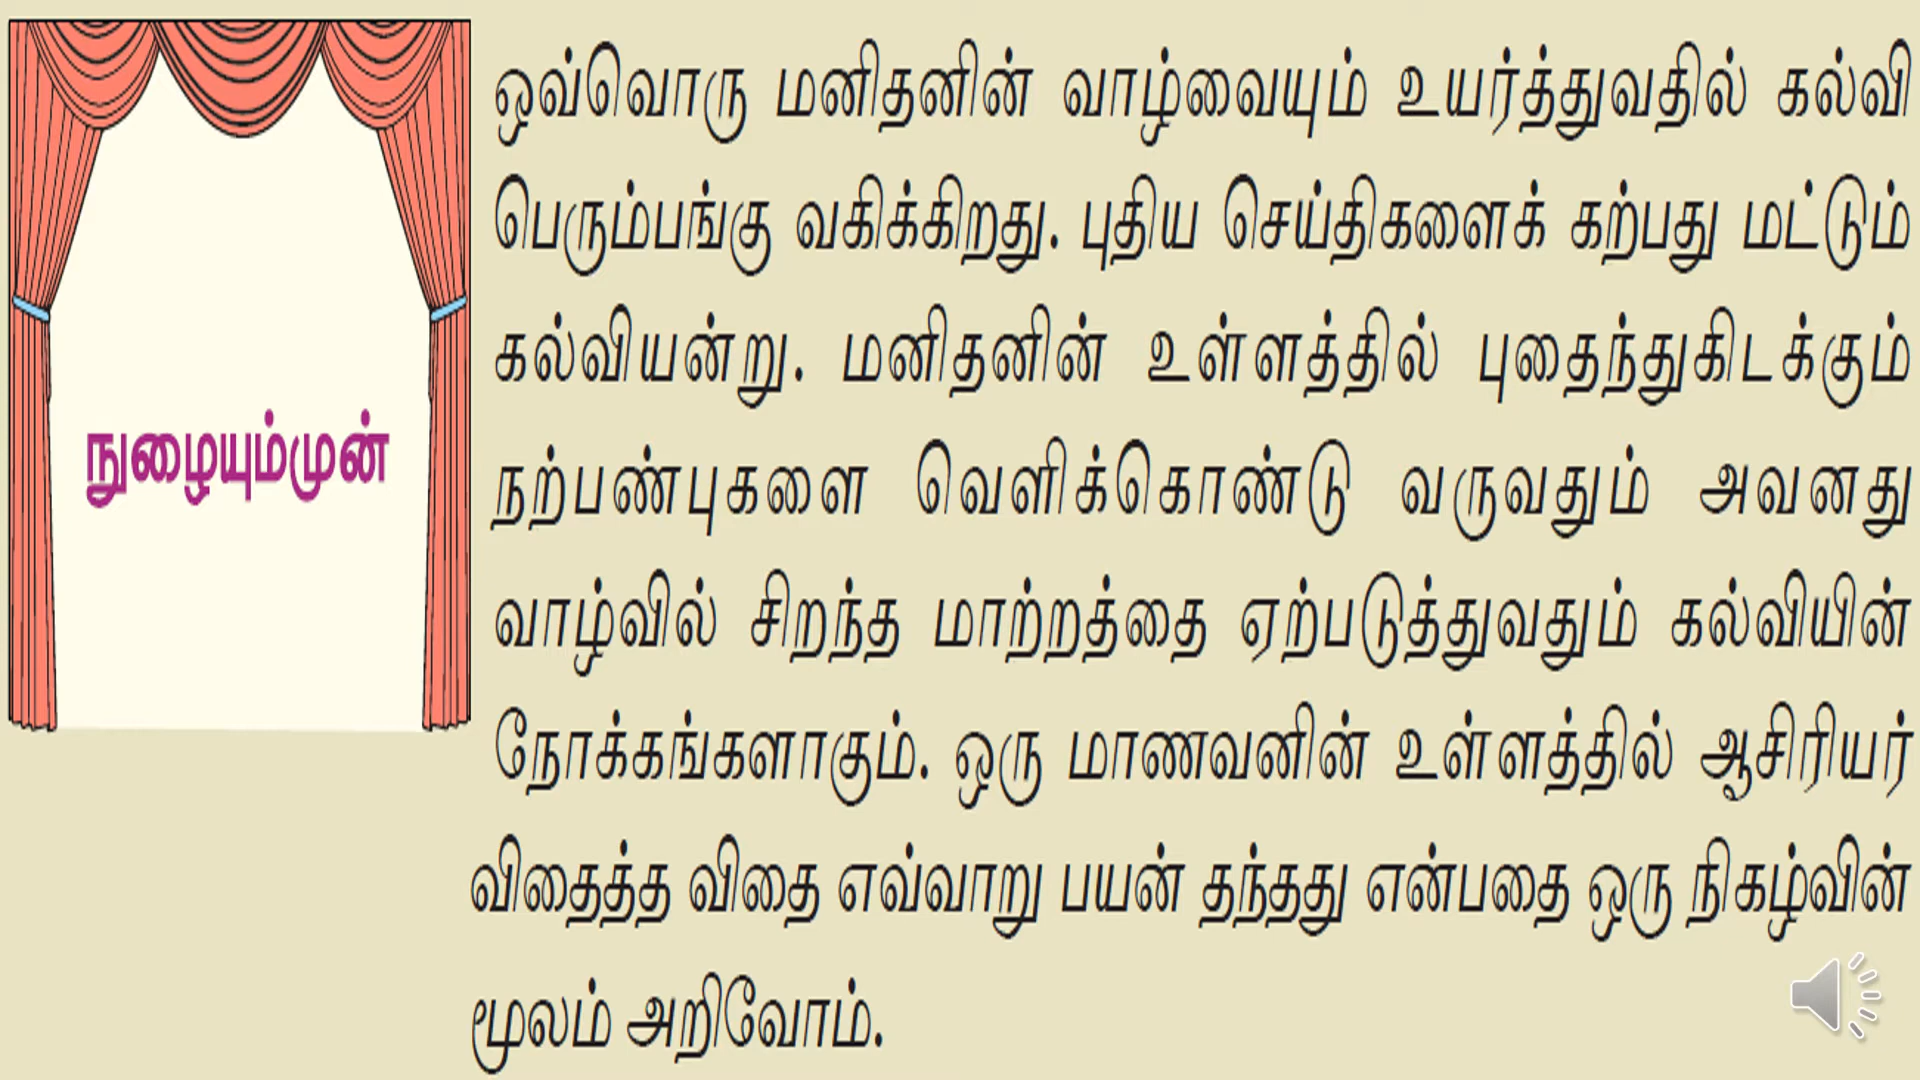 நுழையும்முன்
ஒவ்வொரு மனிதனின் வாழ்வையும் உயர்த்துவதில் கல்வி
பெரும்பங்கு வகிக்கிறது. புதிய செய்திகளைக் கற்பது மட்டும்
கல்வியன்று. மனிதனின் உள்ளத்தில் புதைந்துகிடக்கும்
நற்பண்புகளை வெளிக்கொண்டு வருவதும் அவனது
வாழ்வில் சிறந்த மாற்றத்தை ஏற்படுத்துவதும் கல்வியின்
நோக்கங்களாகும். ஒரு மாணவனின் உள்ளத்தில் ஆசிரியர்
விதைத்த விதை எவ்வாறு பயன் தந்தது என்பதை ஒரு நிகழ்வின்
மூலம் அறிவோம்.